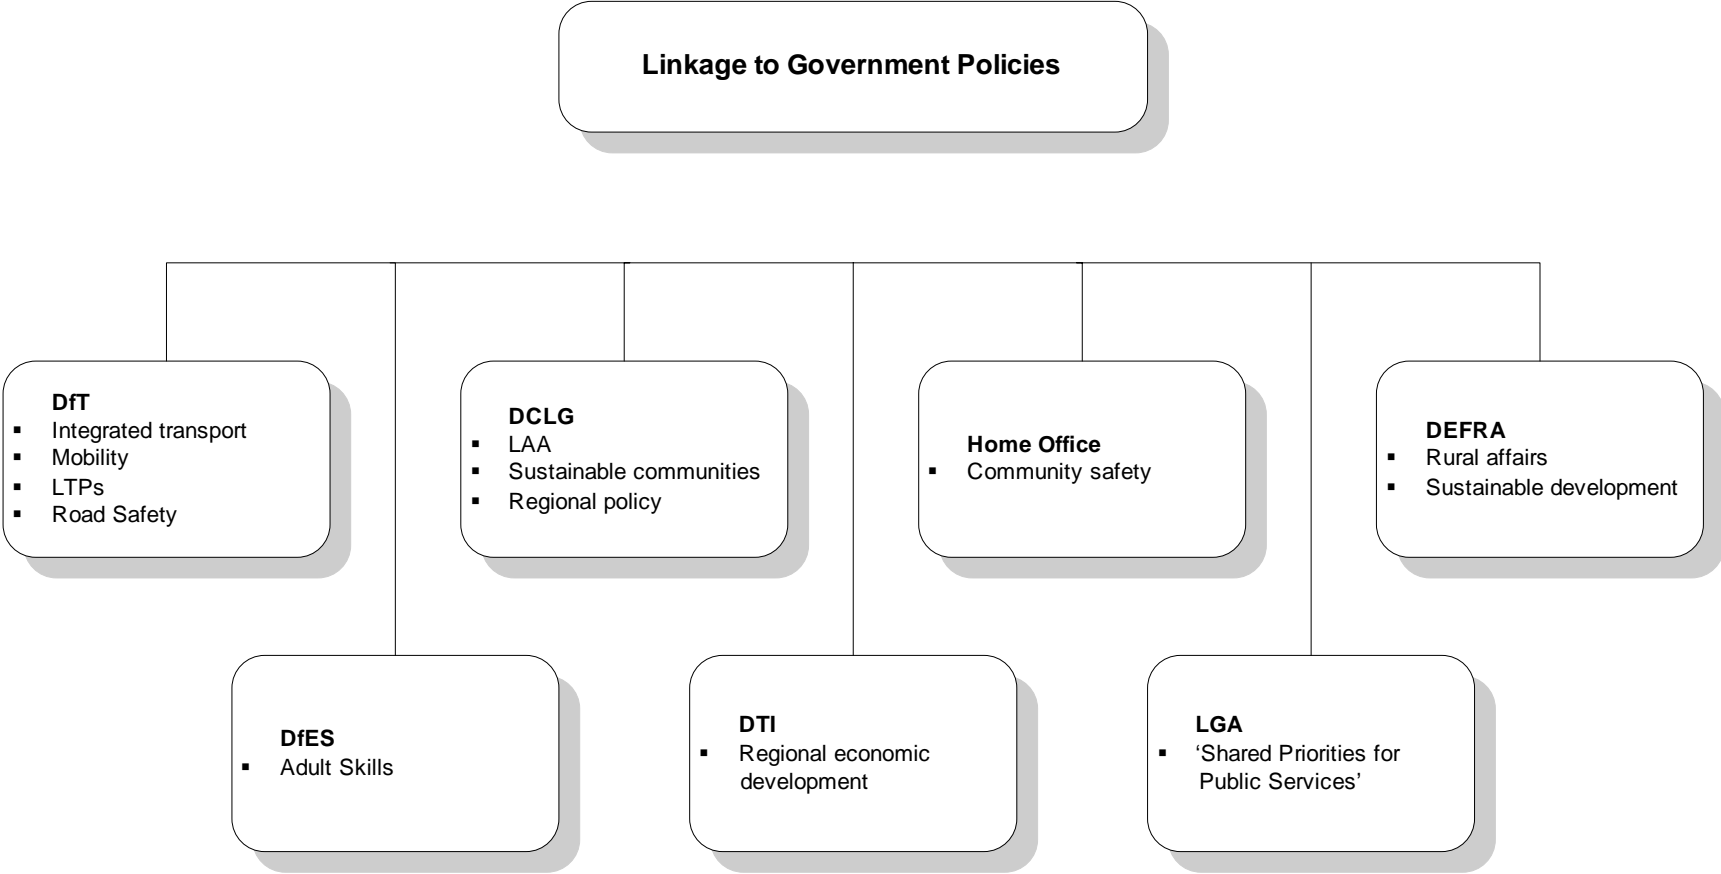 Linkage to Government Policies
DfT
▪ Integrated transport
▪ Mobility
▪ LTPs
▪ Road Safety
DCLG
▪ LAA
▪ Sustainable communities
▪ Regional policy
Home Office
▪ Community safety
DEFRA
▪ Rural affairs
▪ Sustainable development
DfES
▪ Adult Skills
DTI
▪ Regional economic
development
LGA
▪ ‘Shared Priorities for
Public Services’